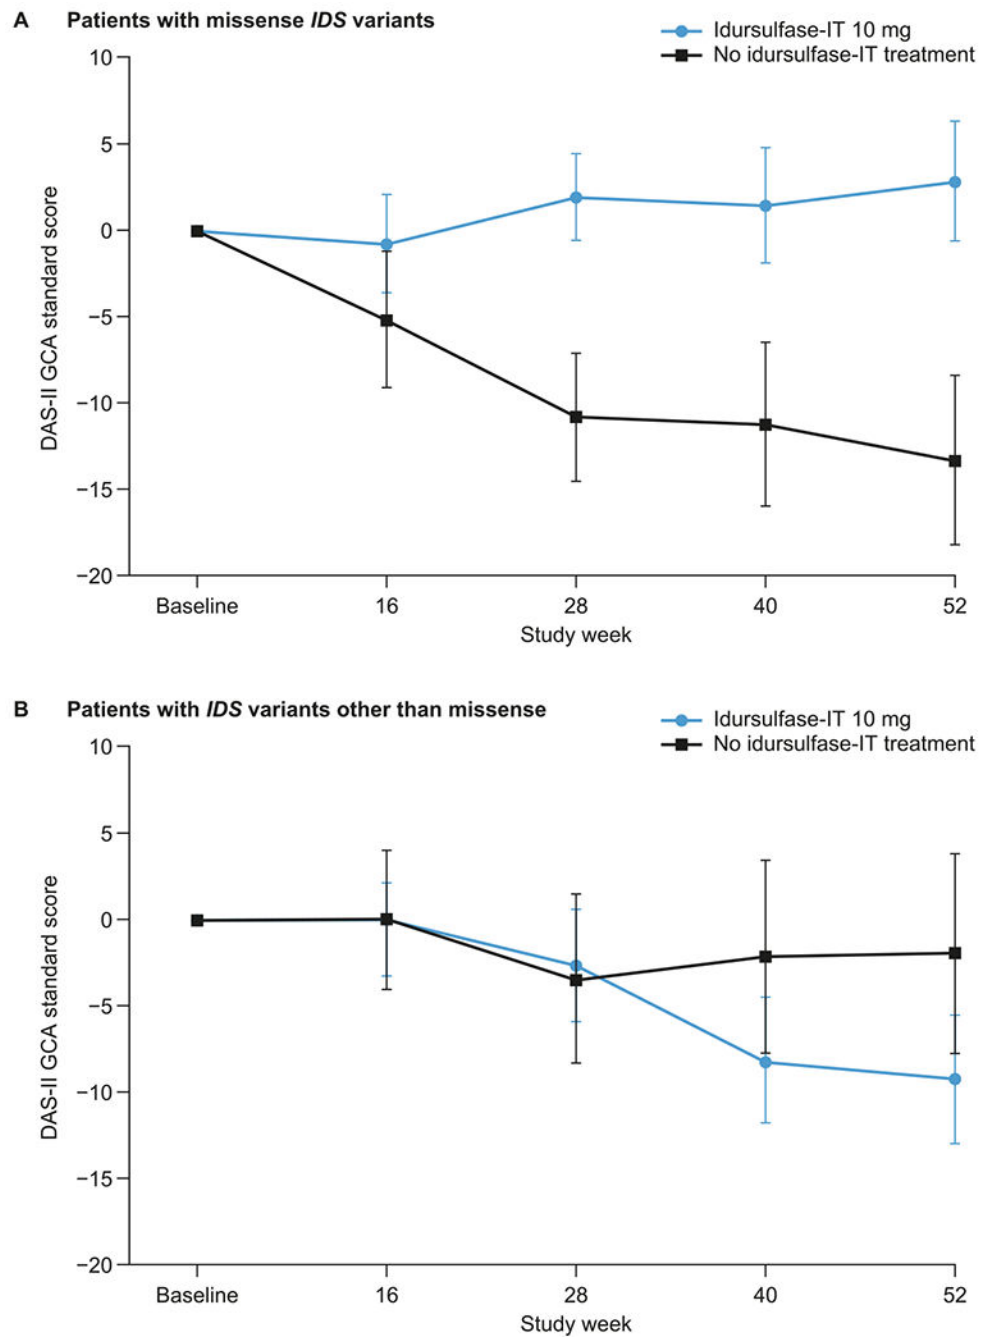 A Patients with missense IDS variants
Idursulfase-IT 10 mg
No idursulfase-IT treatment
10
5
0
−5
−10
−15
−20
DAS-II GCA standard score
Baseline 16 28 40 52
Study week
B Patients with IDS variants other than missense
Idursulfase-IT 10 mg
No idursulfase-IT treatment
10
5
0
−5
−10
−15
−20
DAS-II GCA standard score
Baseline 16 28 40 52
Study week